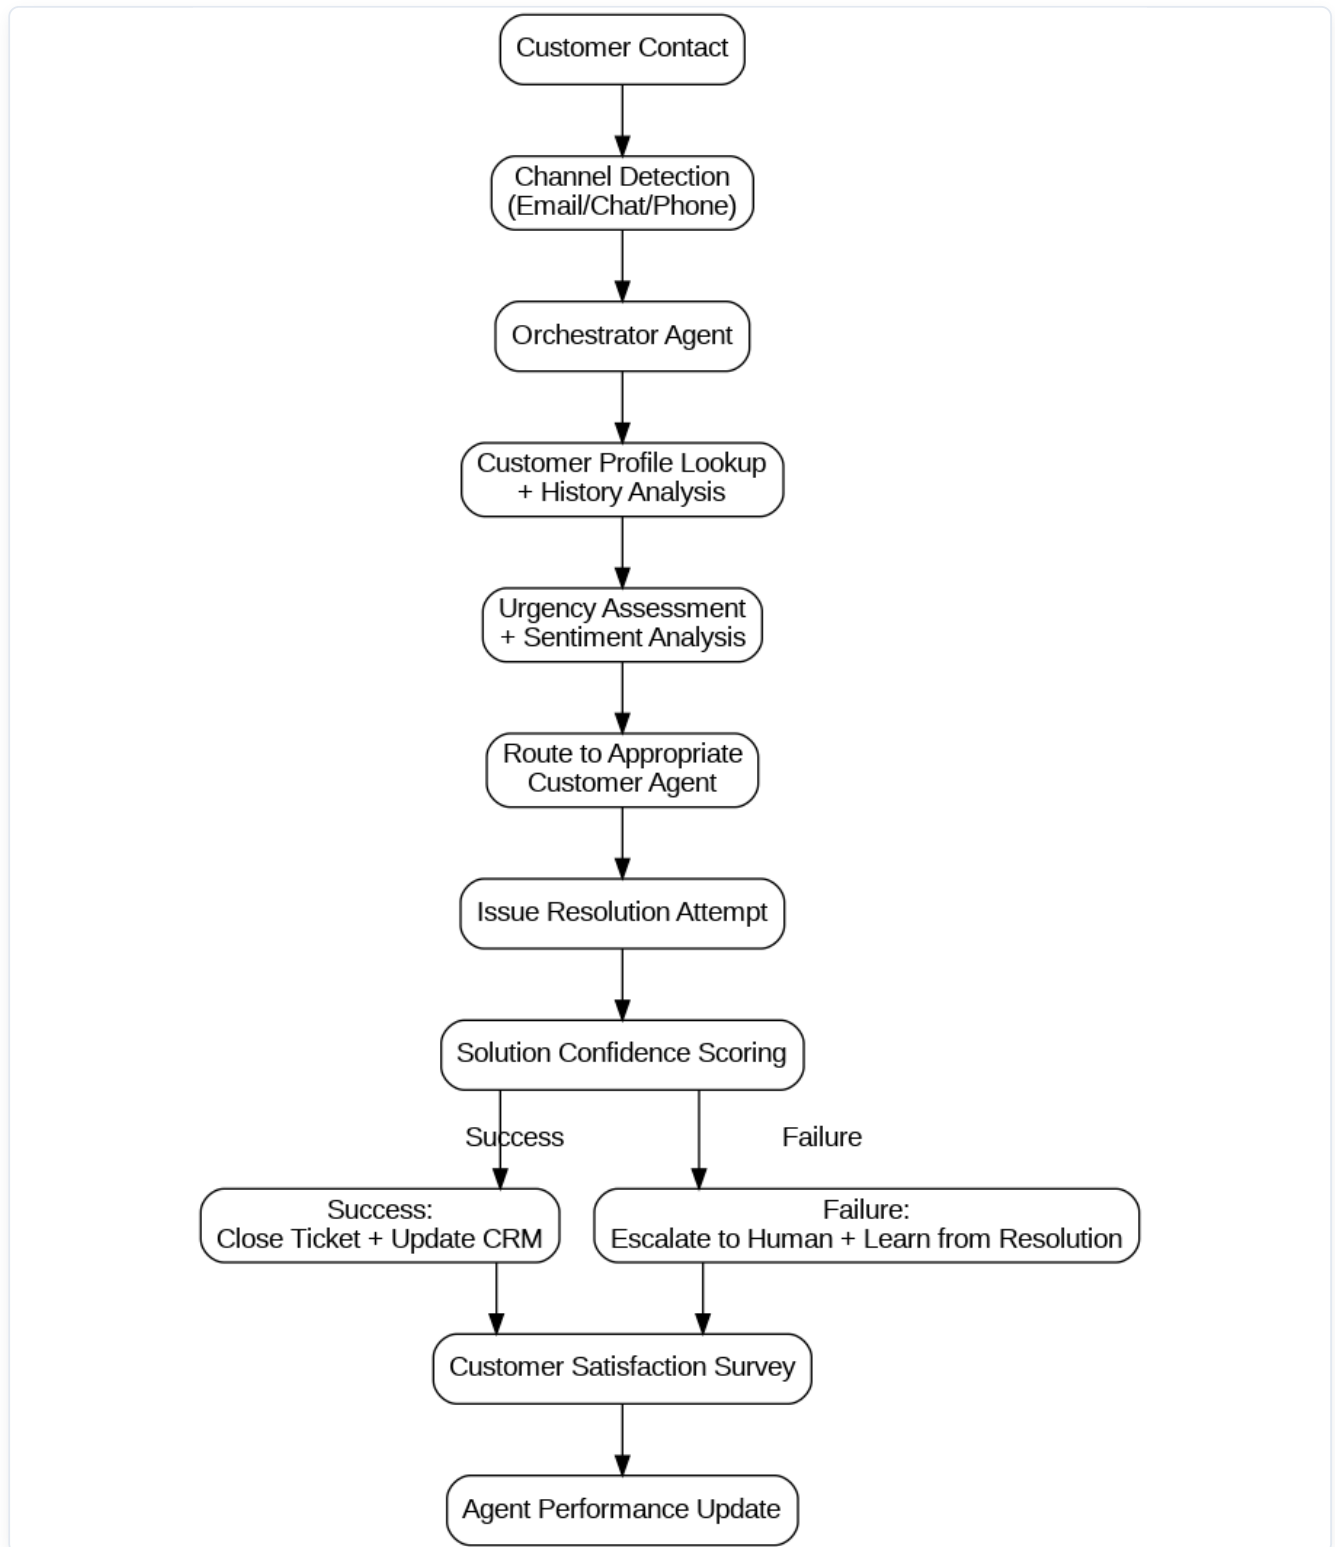 Customer Contact
Channel Detection
(Email/Chat/Phone)
Orchestrator Agent
Customer Profile Lookup
+ History Analysis
Urgency Assessment
+ Sentiment Analysis
Route to Appropriate
Customer Agent
Issue Resolution Attempt
Solution Confidence Scoring
Success
Failure
Success:
Close Ticket + Update CRM
Failure:
Escalate to Human + Learn from Resolution
Customer Satisfaction Survey
Agent Performance Update